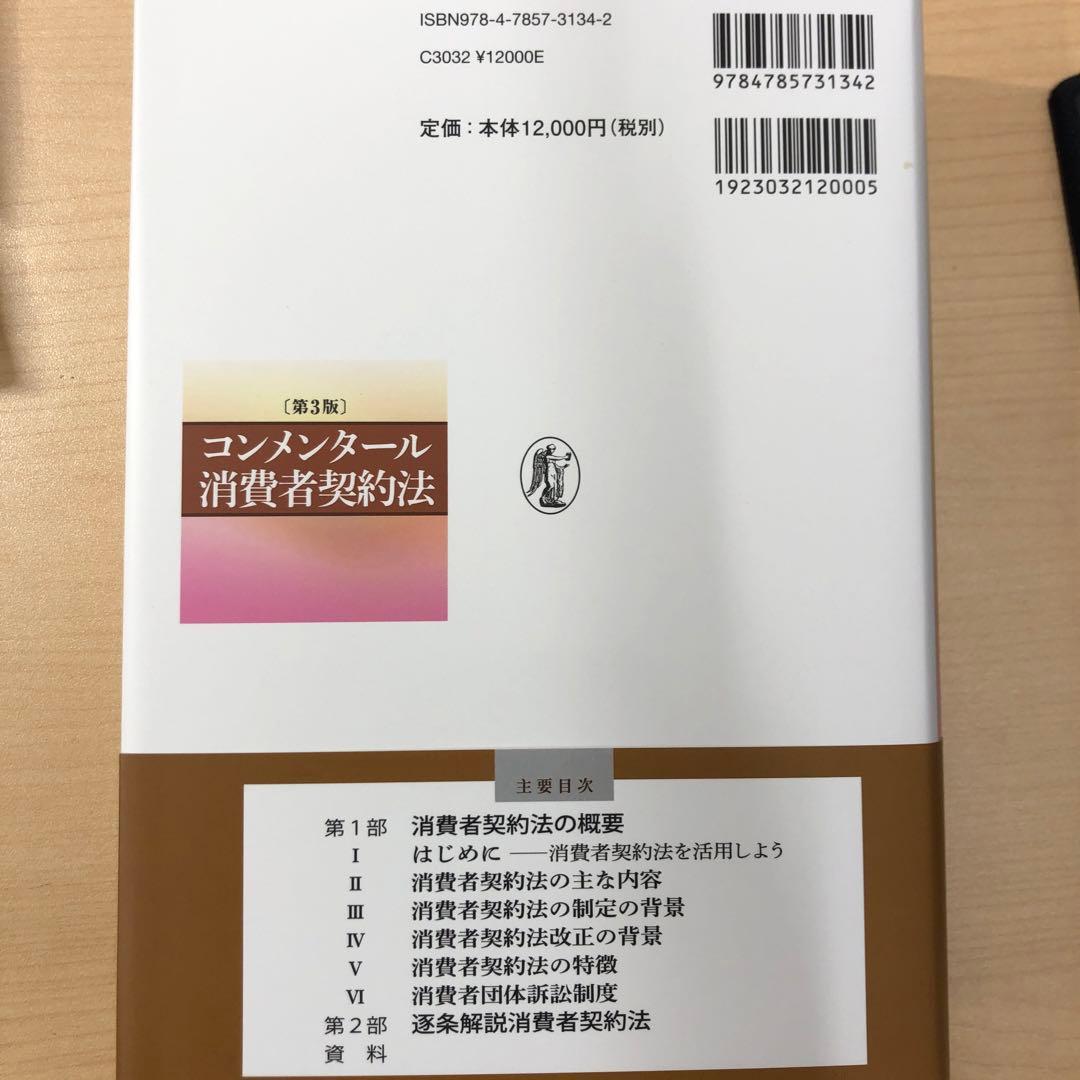 ISBN978-4-7857-3134-2
C3032 ¥12000E
定価：本体12,000円（税別）
9784785731342
1923032120005
〔第3版〕
コンメンタール
消費者契約法
主要目次
第1部 消費者契約法の概要
Ⅰ はじめに ――消費者契約法を活用しよう
Ⅱ 消費者契約法の主な内容
Ⅲ 消費者契約法の制定の背景
Ⅳ 消費者契約法改正の背景
Ⅴ 消費者契約法の特徴
Ⅵ 消費者団体訴訟制度
第2部 逐条解説消費者契約法
資 料